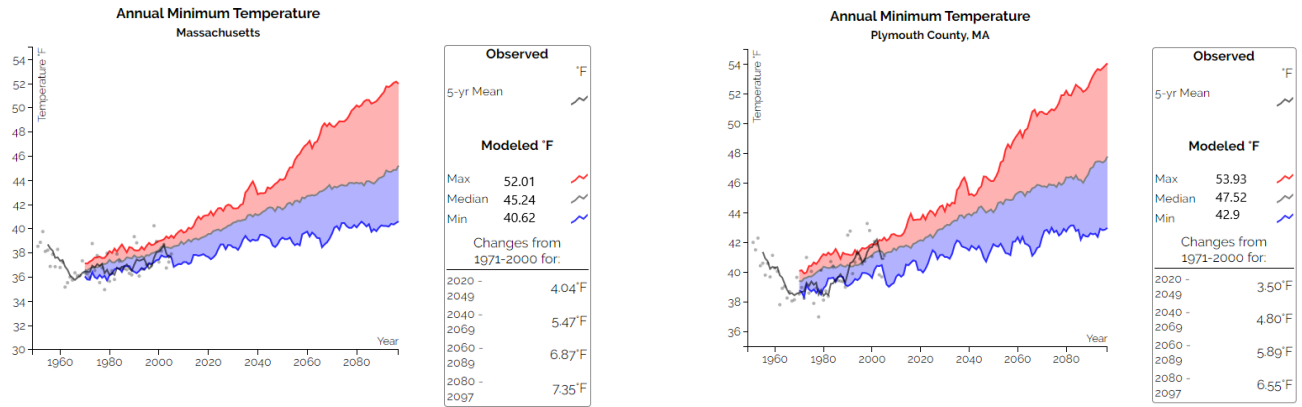 Annual Minimum Temperature
Massachusetts
Temperature °F
54
52
50
48
46
44
42
40
38
36
34
32
30
1960
1980
2000
2020
2040
2060
2080
Year
Observed
°F
5-yr Mean
Modeled °F
Max 52.01
Median 45.24
Min 40.62
Changes from
1971-2000 for:
2020 -
2049
4.04°F
2040 -
2069
5.47°F
2060 -
2089
6.87°F
2080 -
2097
7.35°F
Annual Minimum Temperature
Plymouth County, MA
Temperature °F
54
52
50
48
46
44
42
40
38
36
1960
1980
2000
2020
2040
2060
2080
Year
Observed
°F
5-yr Mean
Modeled °F
Max 53.93
Median 47.52
Min 42.9
Changes from
1971-2000 for:
2020 -
2049
3.50°F
2040 -
2069
4.80°F
2060 -
2089
5.89°F
2080 -
2097
6.55°F